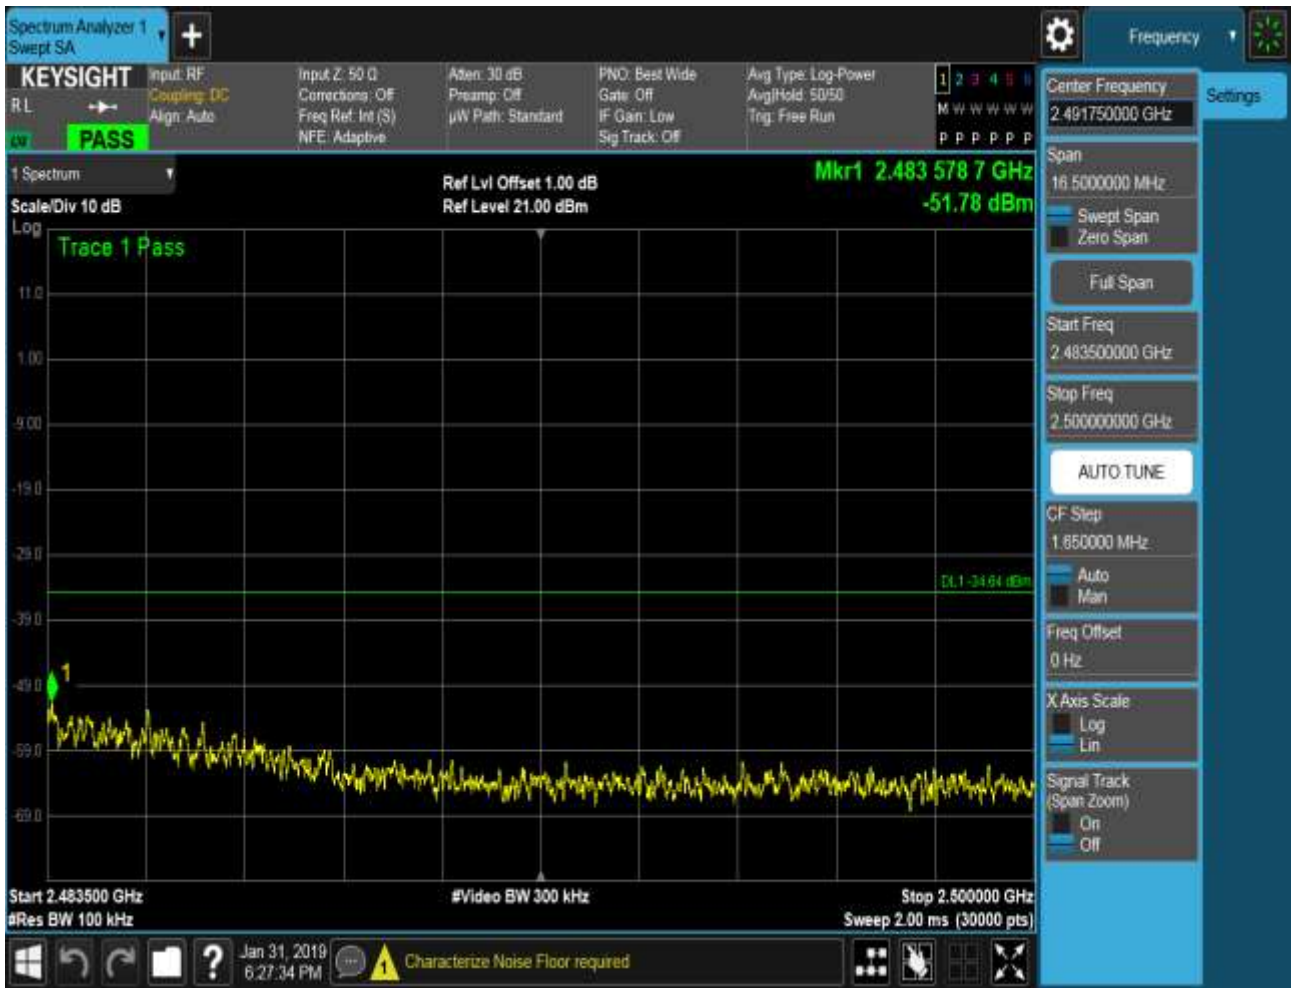 Spectrum Analyzer 1
Swept SA
+
Frequency
KEYSIGHT
R L
PASS
Input: RF
Coupling: DC
Align: Auto
Input Z: 50 Ω
Corrections: Off
Freq Ref: Int (S)
NFE: Adaptive
Atten: 30 dB
Preamp: Off
µW Path: Standard
PNO: Best Wide
Gate: Off
IF Gain: Low
Sig Track: Off
Avg Type: Log-Power
Avg|Hold: 50/50
Trig: Free Run
1 2 3 4 5 6
M W W W W W
P P P P P P
1 Spectrum
Scale/Div 10 dB
Ref Lvl Offset 1.00 dB
Ref Level 21.00 dBm
Mkr1 2.483 578 7 GHz
-51.78 dBm
Log
Trace 1 Pass
11.0
1.00
-9.00
-19.0
-29.0
DL1 -34.64 dBm
-39.0
1
-49.0
-59.0
-69.0
Start 2.483500 GHz
#Video BW 300 kHz
Stop 2.500000 GHz
#Res BW 100 kHz
Sweep 2.00 ms (30000 pts)
?
Jan 31, 2019
6:27:34 PM
1
Characterize Noise Floor required
Center Frequency
2.491750000 GHz
Settings
Span
16.5000000 MHz
Swept Span
Zero Span
Full Span
Start Freq
2.483500000 GHz
Stop Freq
2.500000000 GHz
AUTO TUNE
CF Step
1.650000 MHz
Auto
Man
Freq Offset
0 Hz
X Axis Scale
Log
Lin
Signal Track
(Span Zoom)
On
Off